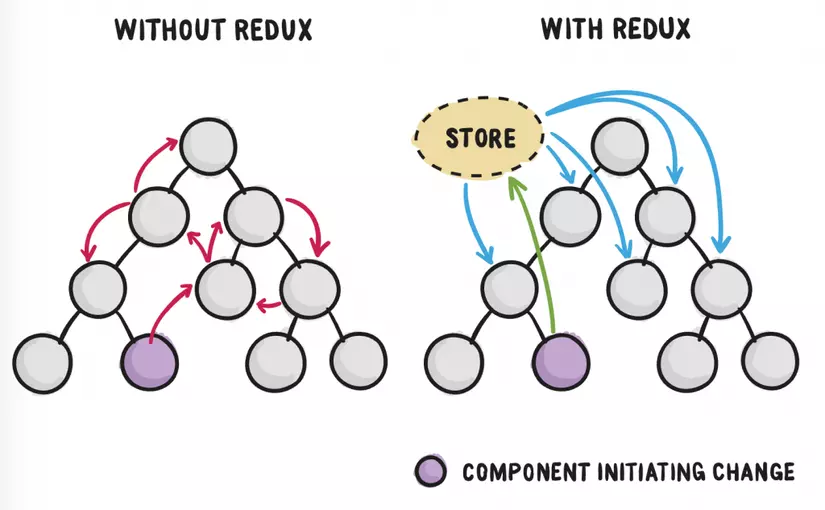 WITHOUT REDUX
WITH REDUX
STORE
COMPONENT INITIATING CHANGE